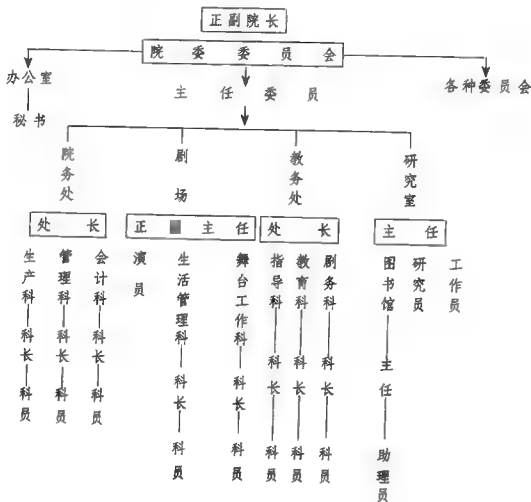 正副院长
院委委员会
办公室
各种委员会
主任委员
秘书
院务处
剧场
教务处
研究室
处长
正 主任
处长
主任
生产科 科长 科员
管理科 科长 科员
会计科 科长 科员
演员
生活管理科 科长 科员
舞台工作科 科长 科员
指导科 科长 科员
教育科 科长 科员
剧务科 科长 科员
图书馆 主任 助理员
研究员
工作员